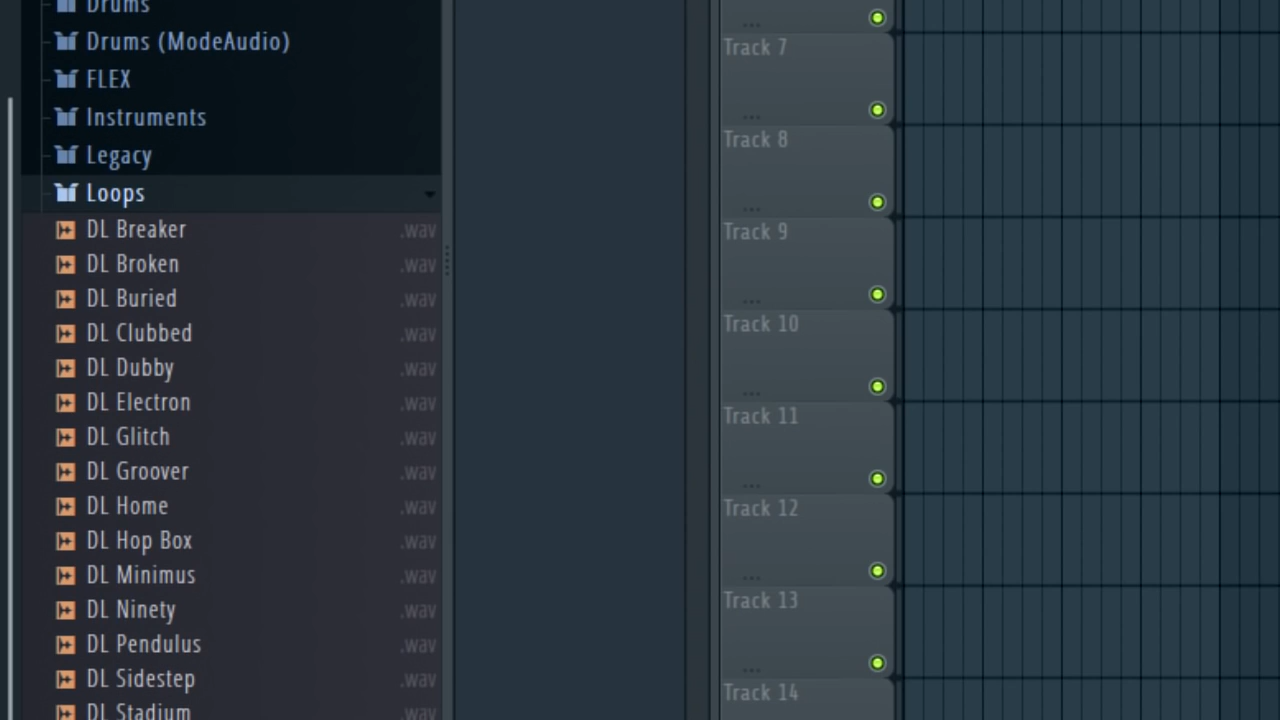 Drums
Drums (ModeAudio)
FLEX
Instruments
Legacy
Loops
DL Breaker .wav
DL Broken .wav
DL Buried .wav
DL Clubbed .wav
DL Dubby .wav
DL Electron .wav
DL Glitch .wav
DL Groover .wav
DL Home .wav
DL Hop Box .wav
DL Minimus .wav
DL Ninety .wav
DL Pendulus .wav
DL Sidestep .wav
DL Stadium .wav
...
Track 7
...
Track 8
...
Track 9
...
Track 10
...
Track 11
...
Track 12
...
Track 13
...
Track 14